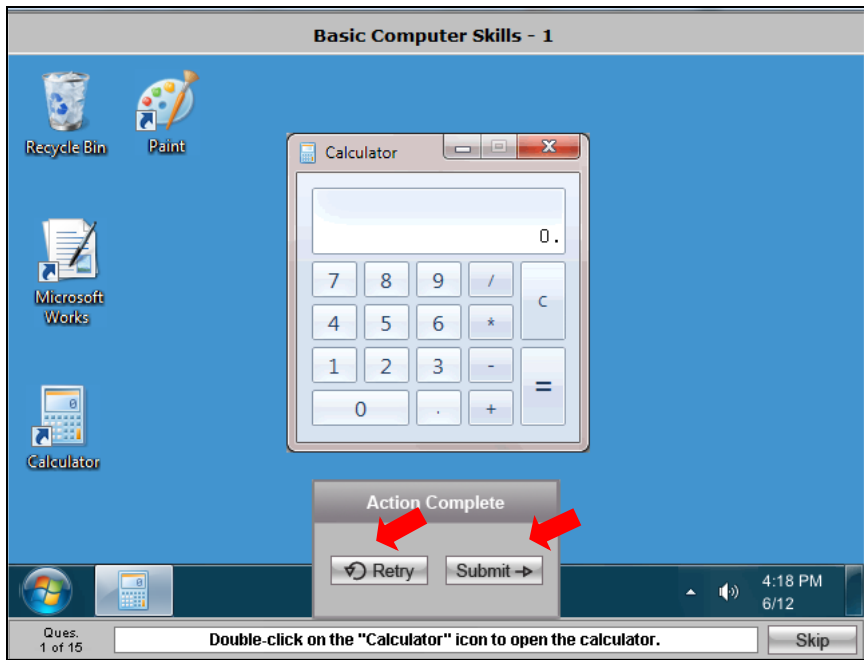 Basic Computer Skills - 1
Recycle Bin
Paint
Calculator
0.
7 8 9 / C
4 5 6 *
1 2 3 - =
0 . +
Microsoft
Works
0
Calculator
Action Complete
Retry
Submit
4:18 PM
6/12
Ques.
1 of 15
Double-click on the "Calculator" icon to open the calculator.
Skip